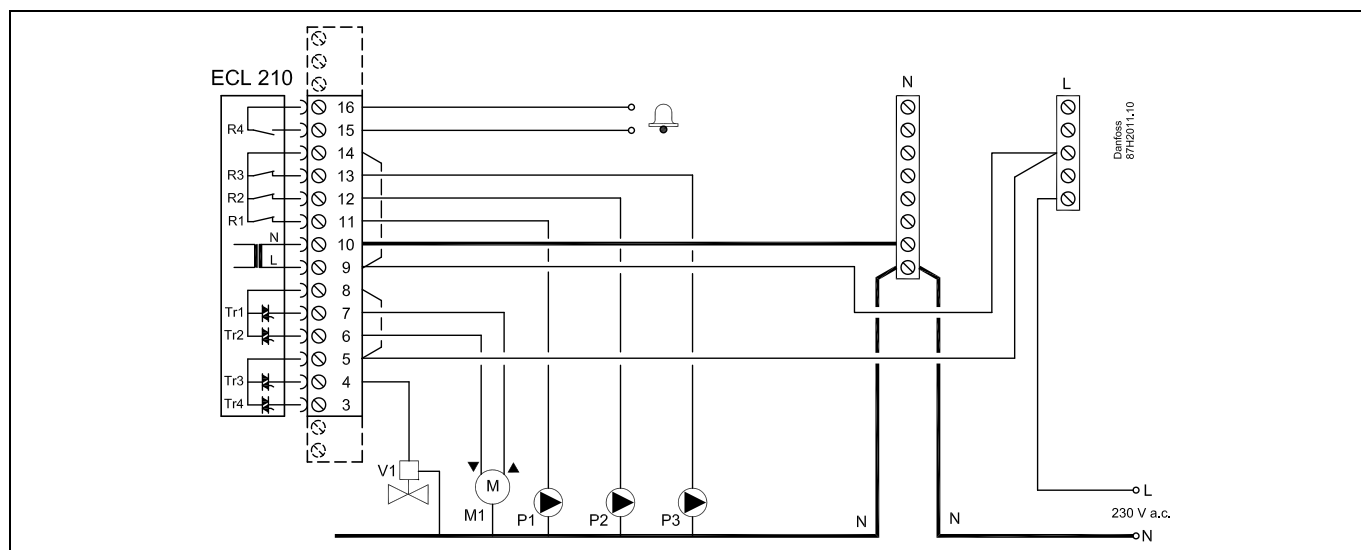 ECL 210
R4
R3
R2
R1
N
L
Tr1
Tr2
Tr3
Tr4
16
15
14
13
12
11
10
9
8
7
6
5
4
3
N
L
Danfoss
87H2011.10
V1
M
M1
P1
P2
P3
N
N
L
230 V a.c.
N